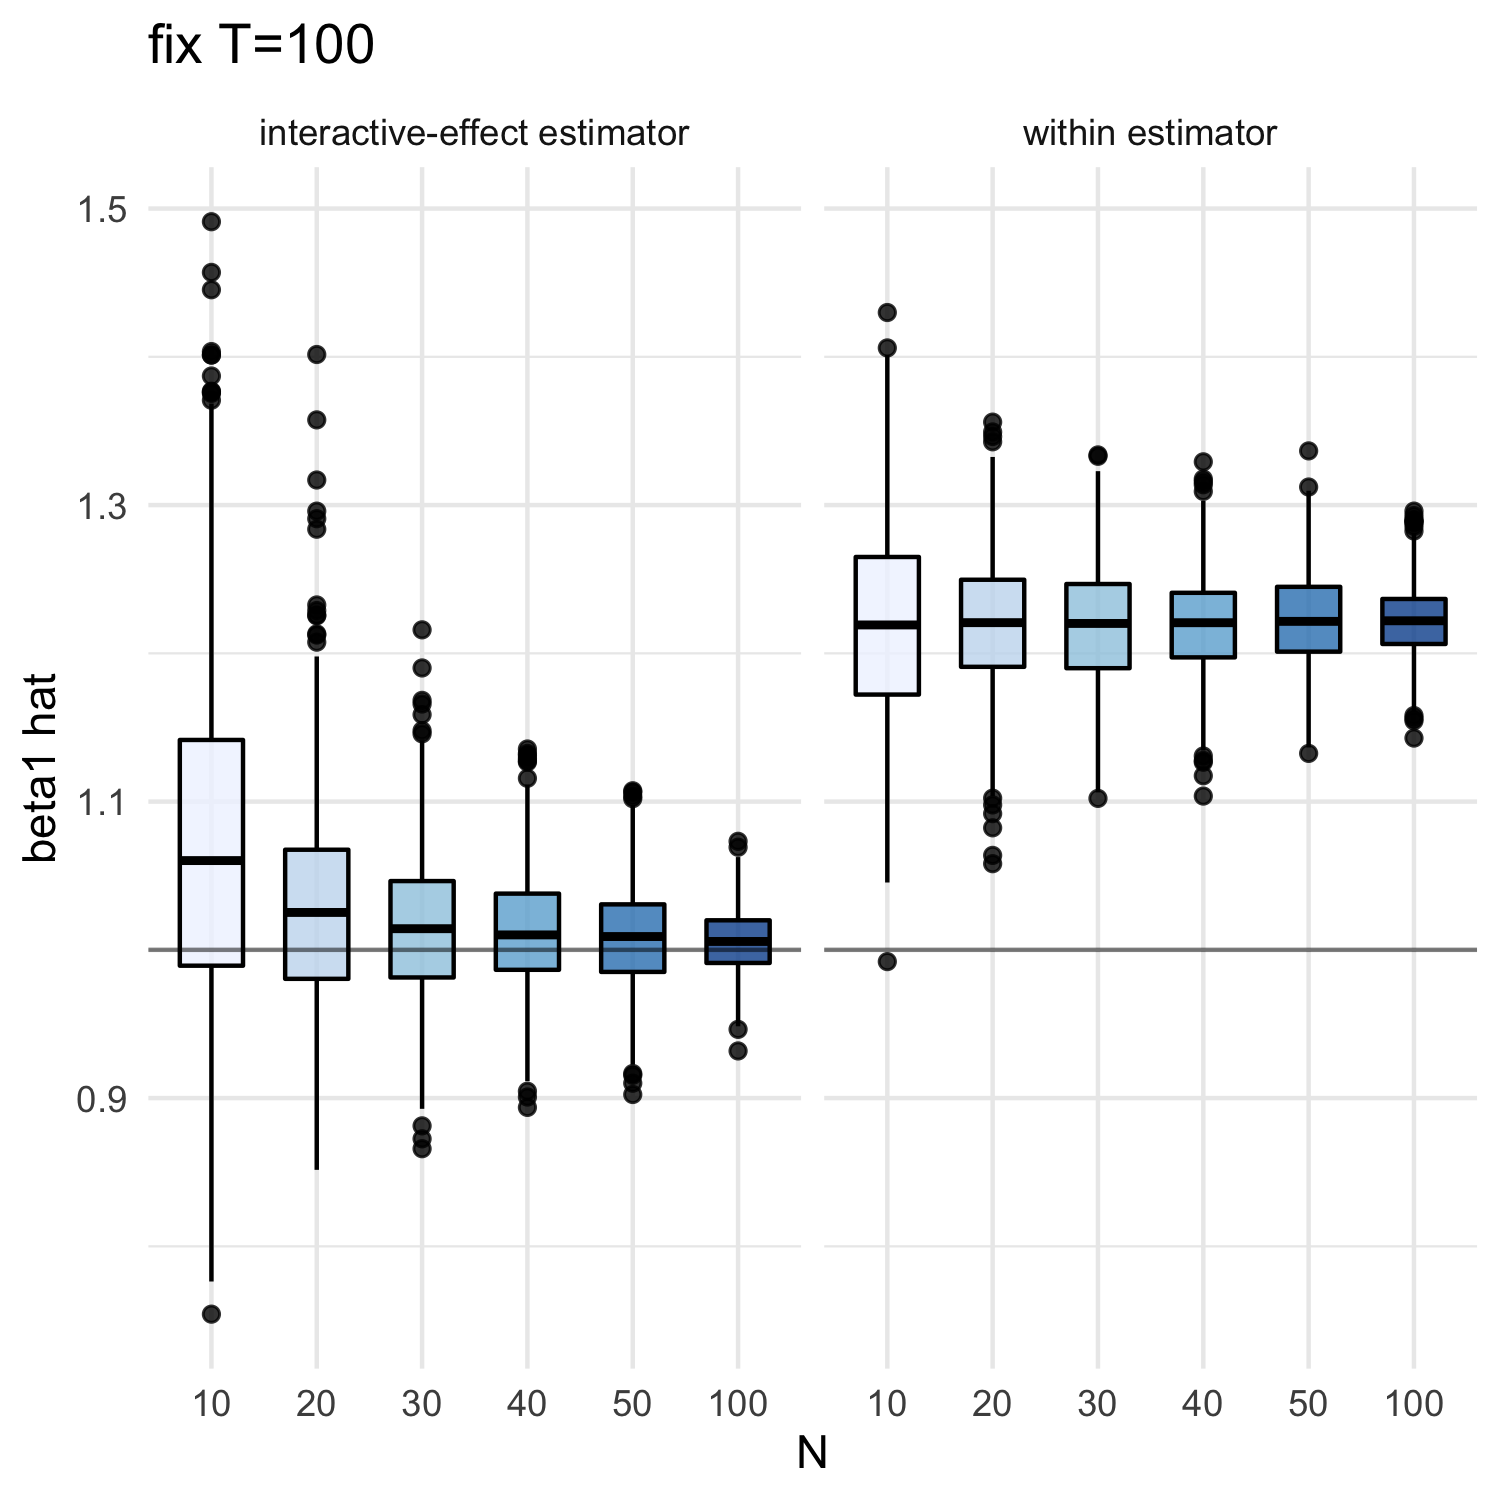 fix T=100
interactive-effect estimator
within estimator
1.5
1.3
1.1
0.9
beta1 hat
10 20 30 40 50 100
10 20 30 40 50 100
N